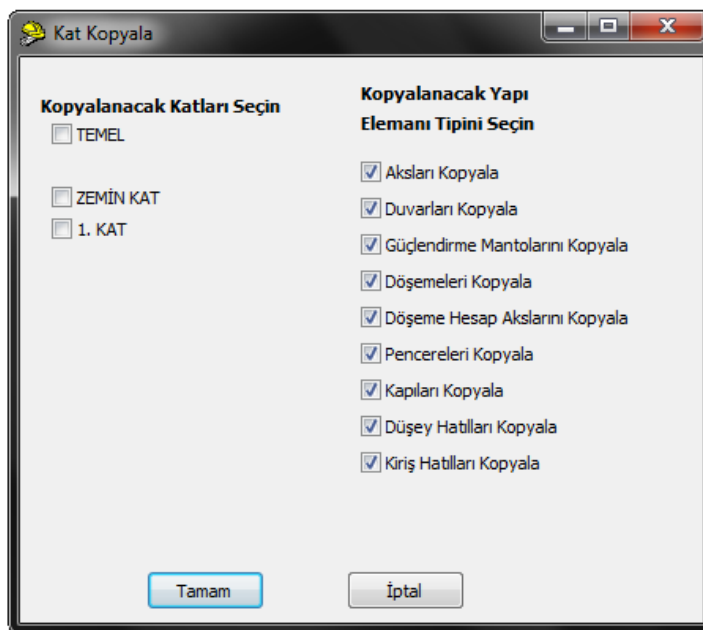 Kat Kopyala
Kopyalanacak Katları Seçin
TEMEL
ZEMİN KAT
1. KAT
Kopyalanacak Yapı
Elemanı Tipini Seçin
Aksları Kopyala
Duvarları Kopyala
Güçlendirme Mantolarını Kopyala
Döşemeleri Kopyala
Döşeme Hesap Akslarını Kopyala
Pencereleri Kopyala
Kapıları Kopyala
Düşey Hatılları Kopyala
Kiriş Hatılları Kopyala
Tamam
İptal